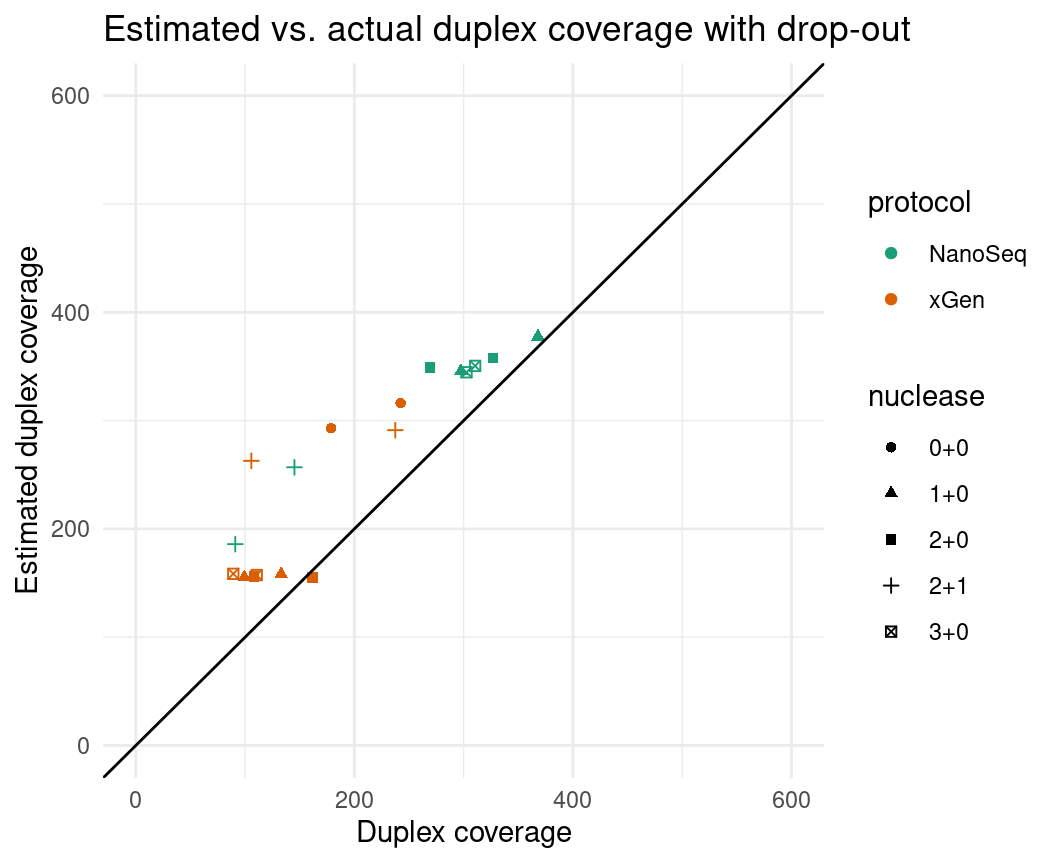 Estimated vs. actual duplex coverage with drop-out
Estimated duplex coverage
600
400
200
0
0 200 400 600
Duplex coverage
protocol
NanoSeq
xGen
nuclease
0+0
1+0
2+0
2+1
3+0